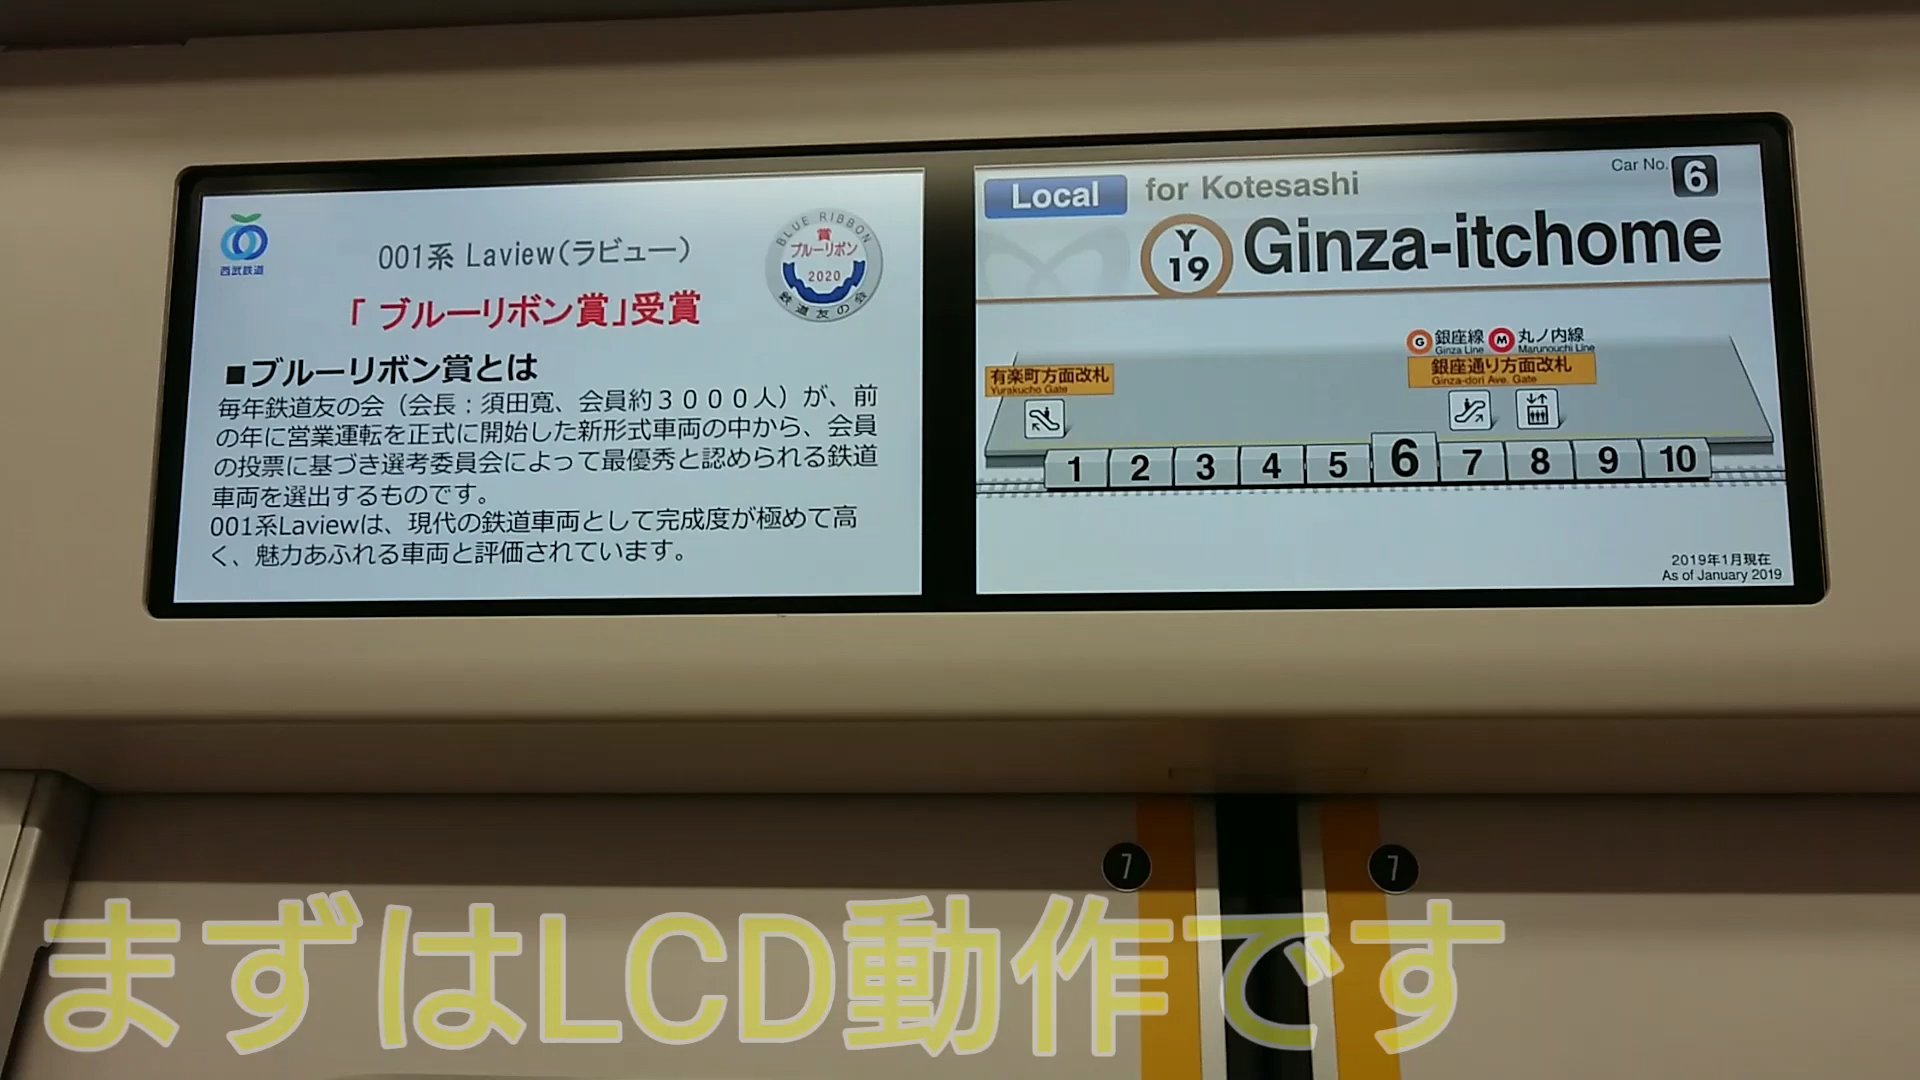 西武鉄道
001系 Laview(ラビュー)
「ブルーリボン賞」受賞
BLUE RIBBON
賞
ブルーリボン
2020
鉄道友の会
■ブルーリボン賞とは
毎年鉄道友の会（会長：須田寛、会員約３０００人）が、前
の年に営業運転を正式に開始した新形式車両の中から、会員
の投票に基づき選考委員会によって最優秀と認められる鉄道
車両を選出するものです。
001系Laviewは、現代の鉄道車両として完成度が極めて高
く、魅力あふれる車両と評価されています。
Local for Kotesashi
Car No. 6
Y
19
Ginza-itchome
G 銀座線 M 丸ノ内線
Ginza Line Marunouchi Line
有楽町方面改札
Yurakucho Gate
銀座通り方面改札
Ginza-dori Ave. Gate
1 2 3 4 5 6 7 8 9 10
2019年1月現在
As of January 2019
7 7
まずはLCD動作です